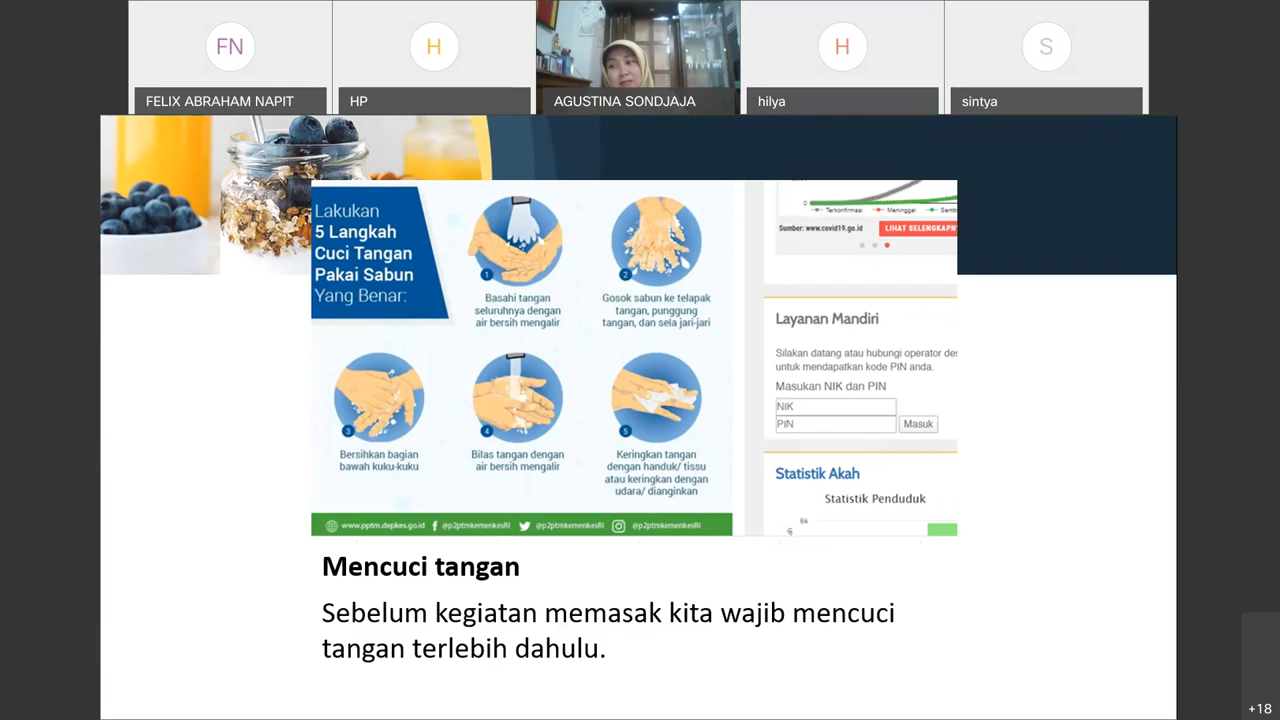 FN
H
H
S
FELIX ABRAHAM NAPIT
HP
AGUSTINA SONDJAJA
hilya
sintya
Lakukan
5 Langkah
Cuci Tangan
Pakai Sabun
Yang Benar:
1
Basahi tangan
seluruhnya dengan
air bersih mengalir
2
Gosok sabun ke telapak
tangan, punggung
tangan, dan sela jari-jari
3
Bersihkan bagian
bawah kuku-kuku
4
Bilas tangan dengan
air bersih mengalir
5
Keringkan tangan
dengan handuk/ tissu
atau keringkan dengan
udara/ dianginkan
www.pptm.depkes.go.id @p2ptmkemenkesRI @p2ptmkemenkesRI @p2ptmkemenkesRI
0
Terkonfirmasi Meninggal Semb
Sumber: www.covid19.go.id LIHAT SELENGKAPN
Layanan Mandiri
Silakan datang atau hubungi operator de
untuk mendapatkan kode PIN anda.
Masukan NIK dan PIN
NIK
PIN Masuk
Statistik Akah
Statistik Penduduk
6k
Mencuci tangan
Sebelum kegiatan memasak kita wajib mencuci
tangan terlebih dahulu.
+18